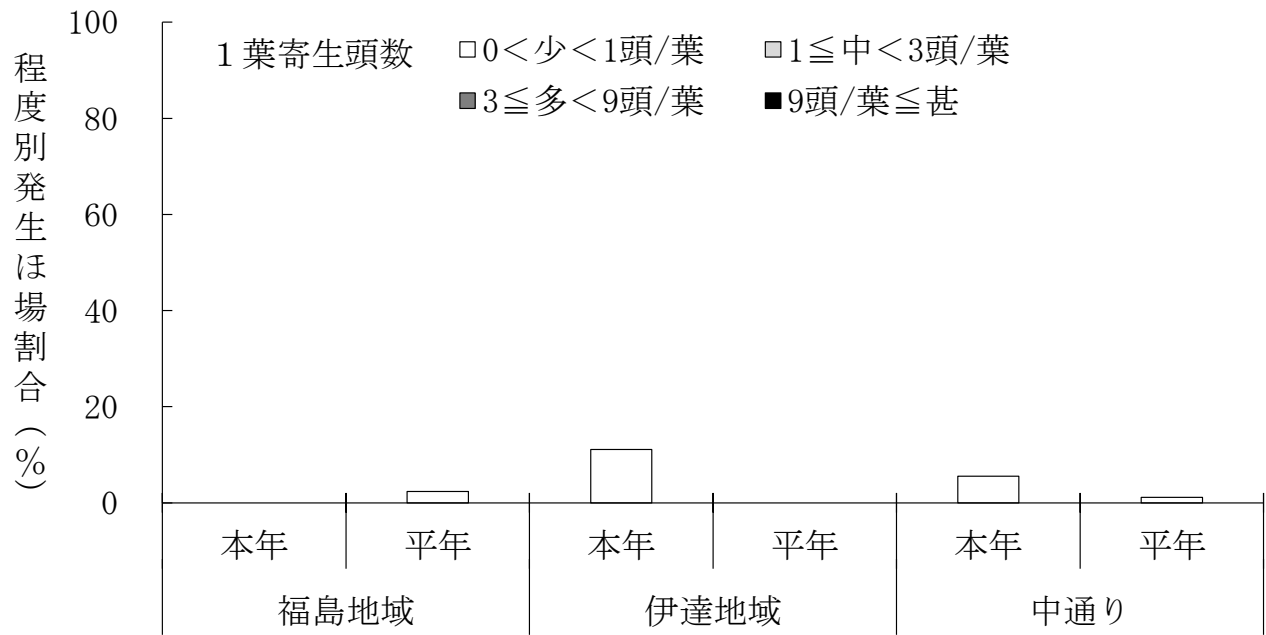 程度別発生ほ場割合(%)
100
80
60
40
20
0
1葉寄生頭数 □0＜少＜1頭/葉 □1≦中＜3頭/葉
■3≦多＜9頭/葉 ■9頭/葉≦甚
本年 平年 本年 平年 本年 平年
福島地域 伊達地域 中通り